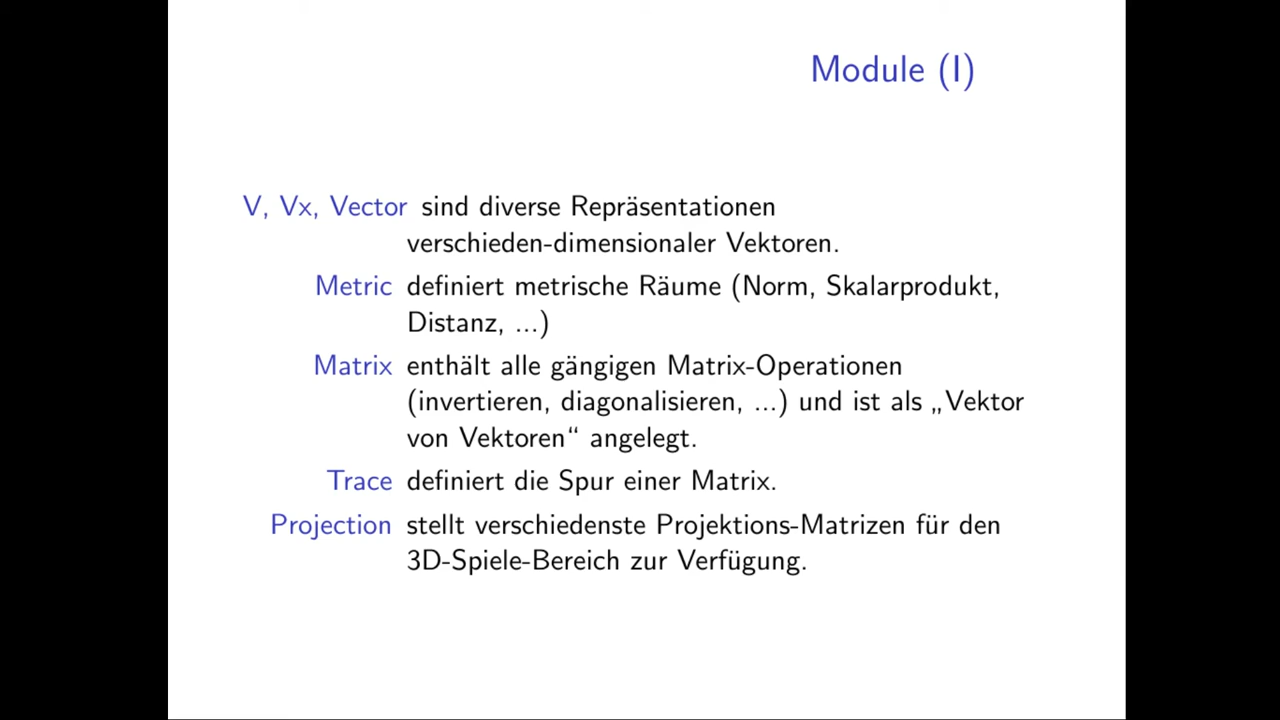 Module (I)
V, Vx, Vector sind diverse Repräsentationen
verschieden-dimensionaler Vektoren.
Metric definiert metrische Räume (Norm, Skalarprodukt,
Distanz, ...)
Matrix enthält alle gängigen Matrix-Operationen
(invertieren, diagonalisieren, ...) und ist als „Vektor
von Vektoren“ angelegt.
Trace definiert die Spur einer Matrix.
Projection stellt verschiedenste Projektions-Matrizen für den
3D-Spiele-Bereich zur Verfügung.